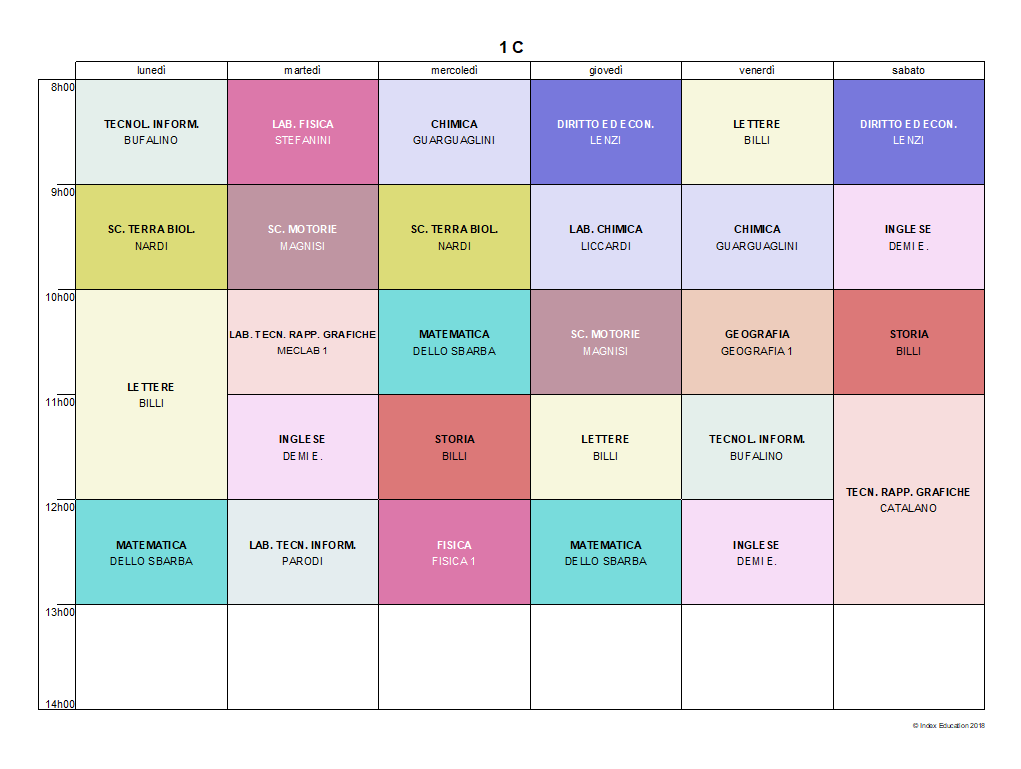 1 C
lunedì martedì mercoledì giovedì venerdì sabato
8h00
TECNOL. INFORM. LAB. FISICA CHIMICA DIRITTO ED ECON. LETTERE DIRITTO ED ECON.
BUFALINO STEFANINI GUARGUAGLINI LENZI BILLI LENZI
9h00
SC. TERRA BIOL. SC. MOTORIE SC. TERRA BIOL. LAB. CHIMICA CHIMICA INGLESE
NARDI MAGNISI NARDI LICCARDI GUARGUAGLINI DEMI E.
10h00
LAB. TECN. RAPP. GRAFICHE MATEMATICA SC. MOTORIE GEOGRAFIA STORIA
MECLAB 1 DELLO SBARBA MAGNISI GEOGRAFIA 1 BILLI
LETTERE
BILLI
11h00
INGLESE STORIA LETTERE TECNOL. INFORM.
DEMI E. BILLI BILLI BUFALINO
TECN. RAPP. GRAFICHE
CATALANO
12h00
MATEMATICA LAB. TECN. INFORM. FISICA MATEMATICA INGLESE
DELLO SBARBA PARODI FISICA 1 DELLO SBARBA DEMI E.
13h00
14h00
© Index Education 2018